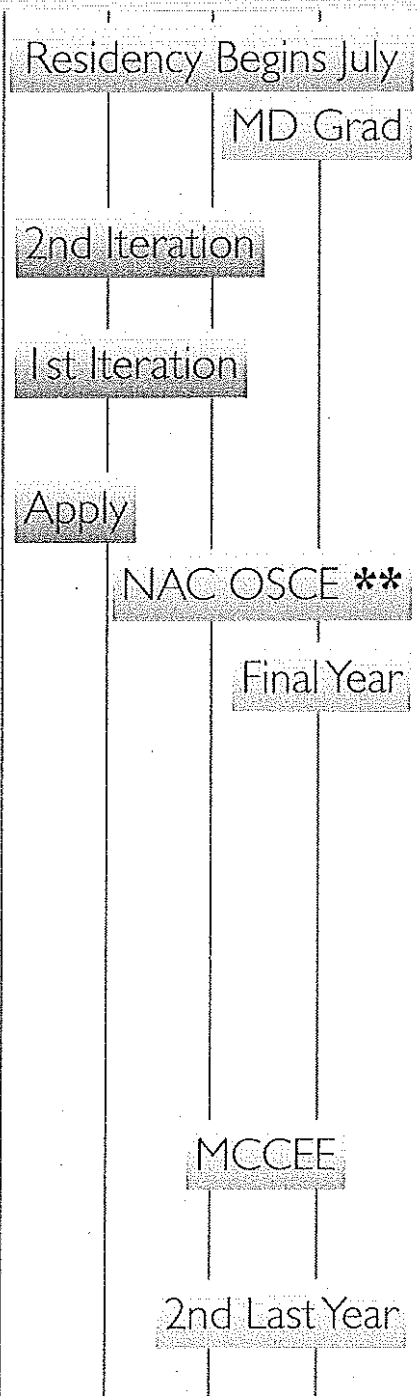 Residency Begins July
MD Grad
2nd Iteration
1st Iteration
Apply
NAC OSCE **
Final Year
MCCEE
2nd Last Year